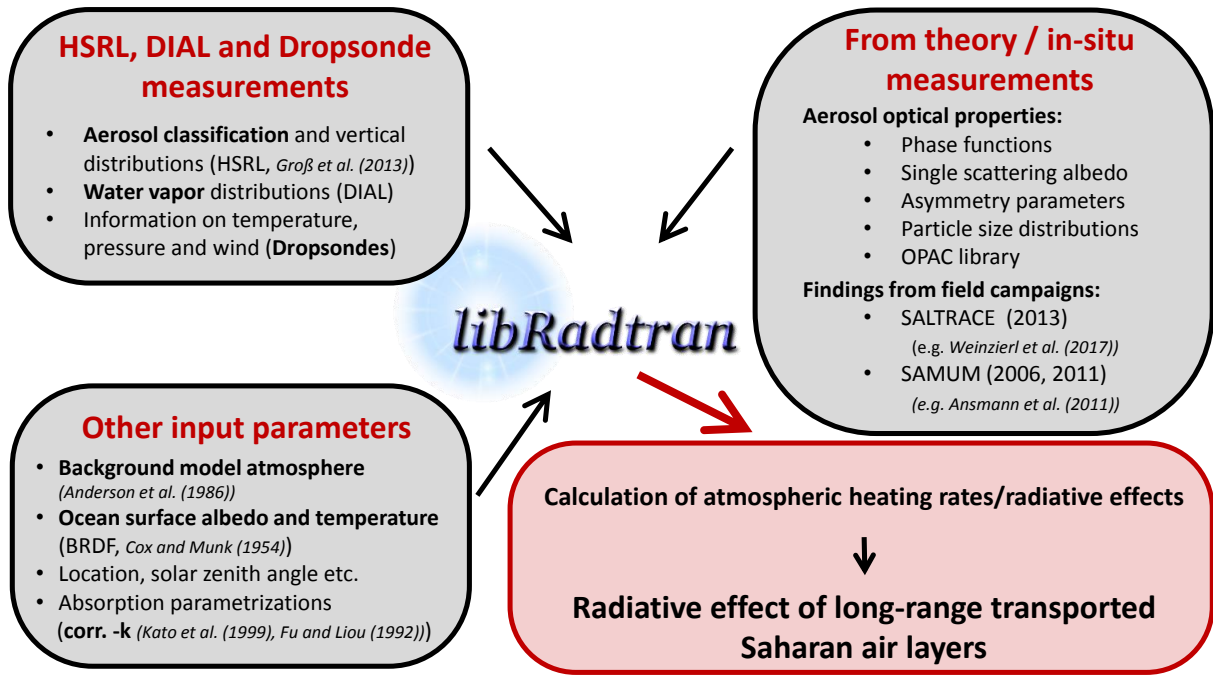 HSRL, DIAL and Dropsonde
measurements
• Aerosol classification and vertical
distributions (HSRL, Groß et al. (2013))
• Water vapor distributions (DIAL)
• Information on temperature,
pressure and wind (Dropsondes)
From theory / in-situ
measurements
Aerosol optical properties:
• Phase functions
• Single scattering albedo
• Asymmetry parameters
• Particle size distributions
• OPAC library
Findings from field campaigns:
• SALTRACE (2013)
(e.g. Weinzierl et al. (2017))
• SAMUM (2006, 2011)
(e.g. Ansmann et al. (2011))
libRadtran
Other input parameters
• Background model atmosphere
(Anderson et al. (1986))
• Ocean surface albedo and temperature
(BRDF, Cox and Munk (1954))
• Location, solar zenith angle etc.
• Absorption parametrizations
(corr. -k (Kato et al. (1999), Fu and Liou (1992)))
Calculation of atmospheric heating rates/radiative effects
Radiative effect of long-range transported
Saharan air layers